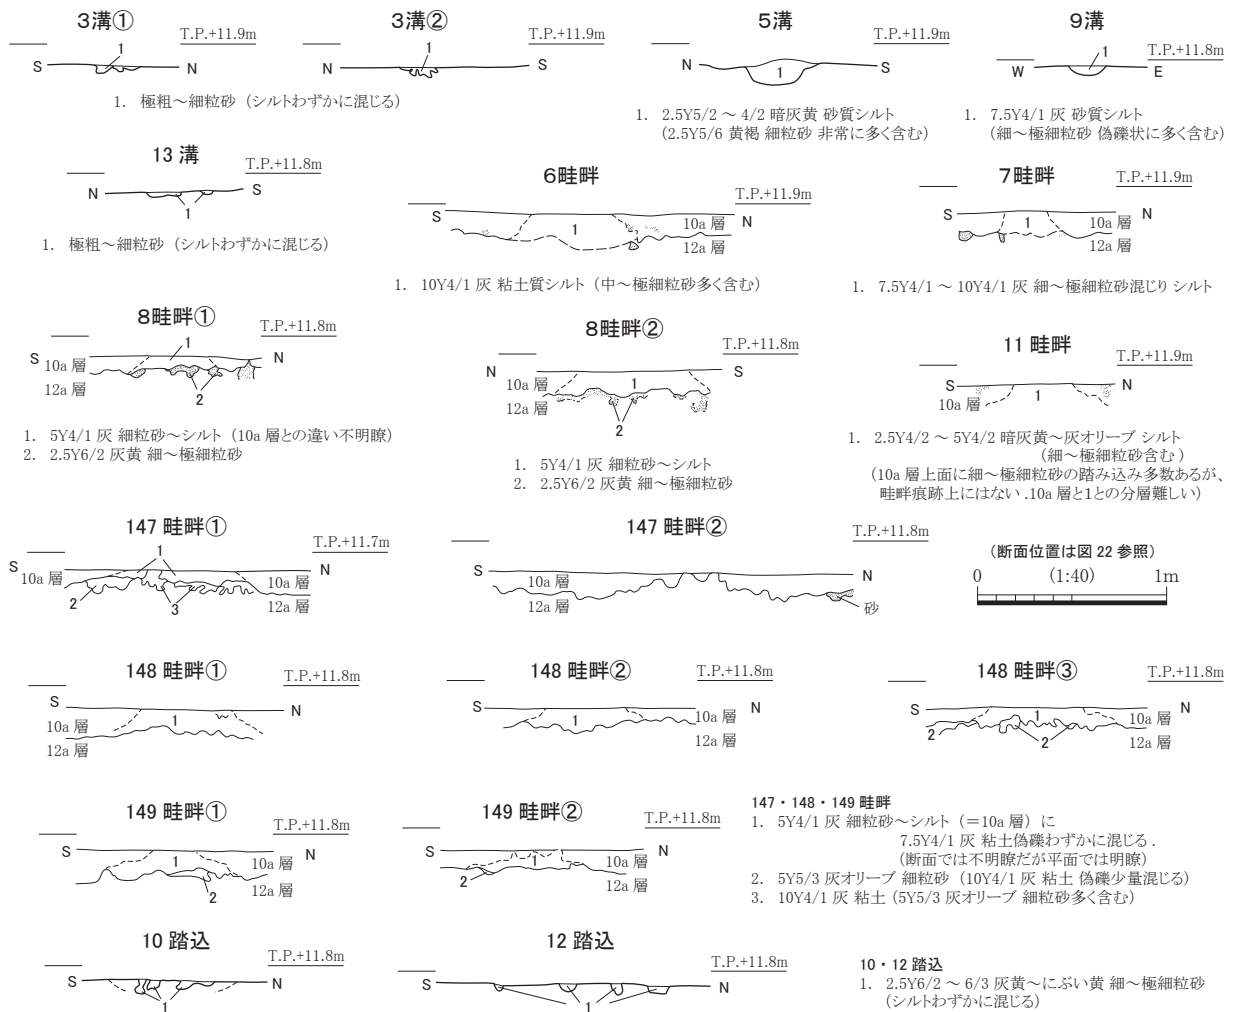 3溝①
T.P.+11.9m
S
1
N
1. 極粗～細粒砂（シルトわずかに混じる）
3溝②
T.P.+11.9m
N
1
S
5溝
T.P.+11.9m
N
1
S
1. 2.5Y5/2 ～ 4/2 暗灰黄 砂質シルト
（2.5Y5/6 黄褐 細粒砂 非常に多く含む）
9溝
T.P.+11.8m
W
1
E
1. 7.5Y4/1 灰 砂質シルト
（細～極細粒砂 偽礫状に多く含む）
13 溝
T.P.+11.8m
N
S
1
1. 極粗～細粒砂（シルトわずかに混じる）
6畦畔
T.P.+11.9m
S
N
10a 層
1
12a 層
1. 10Y4/1 灰 粘土質シルト（中～極細粒砂多く含む）
7畦畔
T.P.+11.9m
S
N
10a 層
1
12a 層
1. 7.5Y4/1 ～ 10Y4/1 灰 細～極細粒砂混じり シルト
8畦畔①
T.P.+11.8m
1
S
N
10a 層
12a 層
2
1. 5Y4/1 灰 細粒砂～シルト（10a 層との違い不明瞭）
2. 2.5Y6/2 灰黄 細～極細粒砂
8畦畔②
T.P.+11.8m
N
S
10a 層
1
12a 層
2
1. 5Y4/1 灰 細粒砂～シルト
2. 2.5Y6/2 灰黄 細～極細粒砂
11 畦畔
T.P.+11.9m
S
N
10a 層
1
1. 2.5Y4/2 ～ 5Y4/2 暗灰黄～灰オリーブ シルト
（細～極細粒砂含む）
（10a 層上面に細～極細粒砂の踏み込み多数あるが、
畦畔痕跡上にはない .10a 層と1との分層難しい）
147 畦畔①
T.P.+11.7m
1
S
N
10a 層
10a 層
2
3
12a 層
147 畦畔②
T.P.+11.8m
S
N
10a 層
12a 層
砂
（断面位置は図 22 参照）
0
(1:40)
1m
148 畦畔①
T.P.+11.8m
S
N
10a 層
1
12a 層
148 畦畔②
T.P.+11.8m
S
N
1
10a 層
12a 層
148 畦畔③
T.P.+11.8m
S
N
1
10a 層
2
2
12a 層
149 畦畔①
T.P.+11.8m
S
N
1
10a 層
12a 層
2
149 畦畔②
T.P.+11.8m
S
N
1
10a 層
2
12a 層
147・148・149 畦畔
1. 5Y4/1 灰 細粒砂～シルト（＝10a 層）に
7.5Y4/1 灰 粘土偽礫わずかに混じる .
（断面では不明瞭だが平面では明瞭）
2. 5Y5/3 灰オリーブ 細粒砂（10Y4/1 灰 粘土 偽礫少量混じる）
3. 10Y4/1 灰 粘土（5Y5/3 灰オリーブ 細粒砂多く含む）
10 踏込
T.P.+11.8m
S
N
1
12 踏込
T.P.+11.8m
S
N
1
10・12 踏込
1. 2.5Y6/2 ～ 6/3 灰黄～にぶい黄 細～極細粒砂
（シルトわずかに混じる）